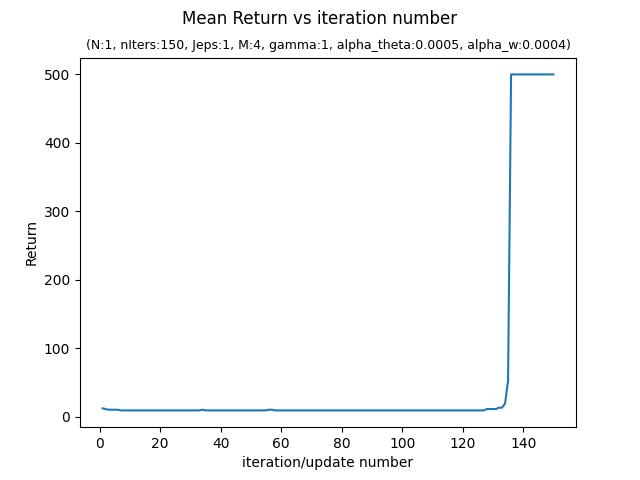 Mean Return vs iteration number
(N:1, nIters:150, Jeps:1, M:4, gamma:1, alpha_theta:0.0005, alpha_w:0.0004)
500
400
300
200
100
0
Return
0 20 40 60 80 100 120 140
iteration/update number